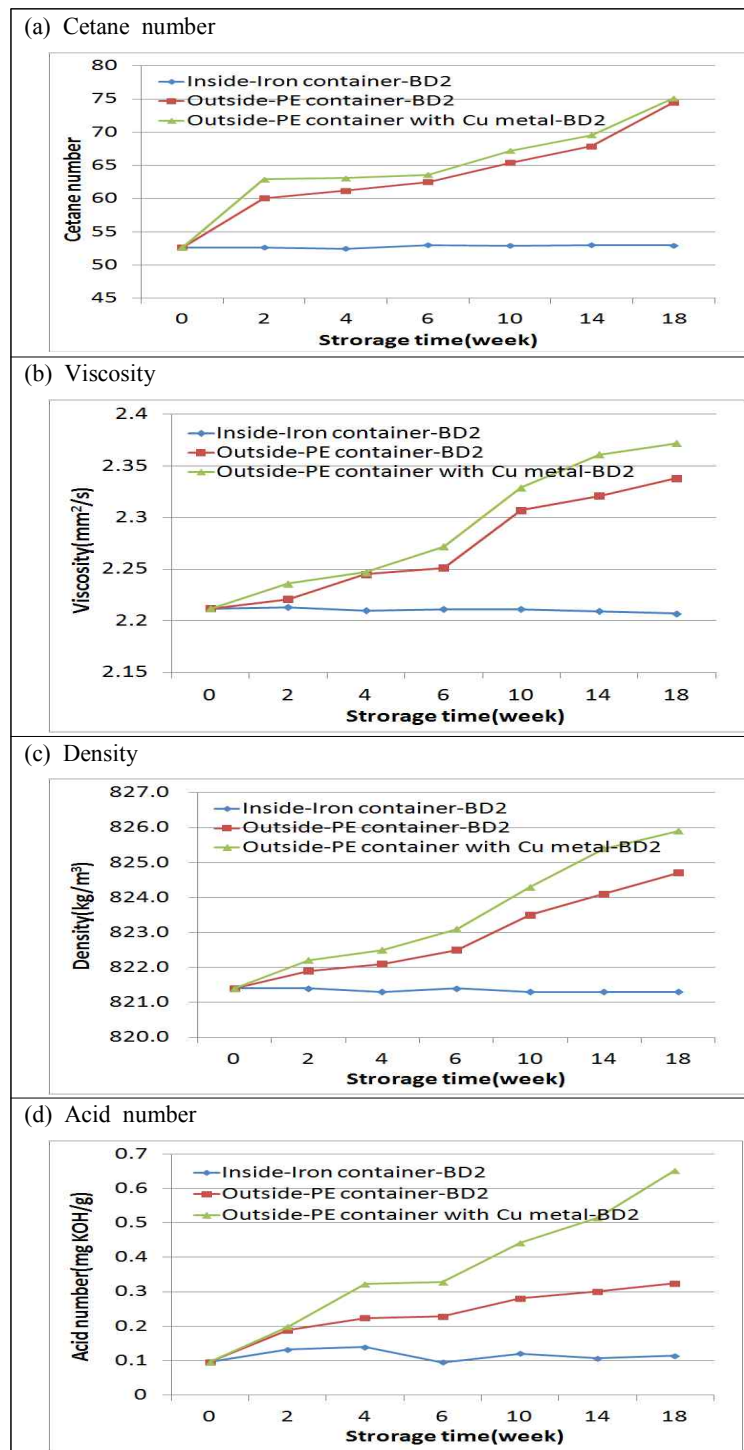 (a) Cetane number
80
75
70
65
60
55
50
45
Cetane number
Inside-Iron container-BD2
Outside-PE container-BD2
Outside-PE container with Cu metal-BD2
0 2 4 6 10 14 18
Strorage time(week)
(b) Viscosity
2.4
2.35
2.3
2.25
2.2
2.15
Viscosity(mm²/s)
Inside-Iron container-BD2
Outside-PE container-BD2
Outside-PE container with Cu metal-BD2
0 2 4 6 10 14 18
Strorage time(week)
(c) Density
827.0
826.0
825.0
824.0
823.0
822.0
821.0
820.0
Density(kg/m³)
Inside-Iron container-BD2
Outside-PE container-BD2
Outside-PE container with Cu metal-BD2
0 2 4 6 10 14 18
Strorage time(week)
(d) Acid number
0.7
0.6
0.5
0.4
0.3
0.2
0.1
0
Acid number(mg KOH/g)
Inside-Iron container-BD2
Outside-PE container-BD2
Outside-PE container with Cu metal-BD2
0 2 4 6 10 14 18
Strorage time(week)